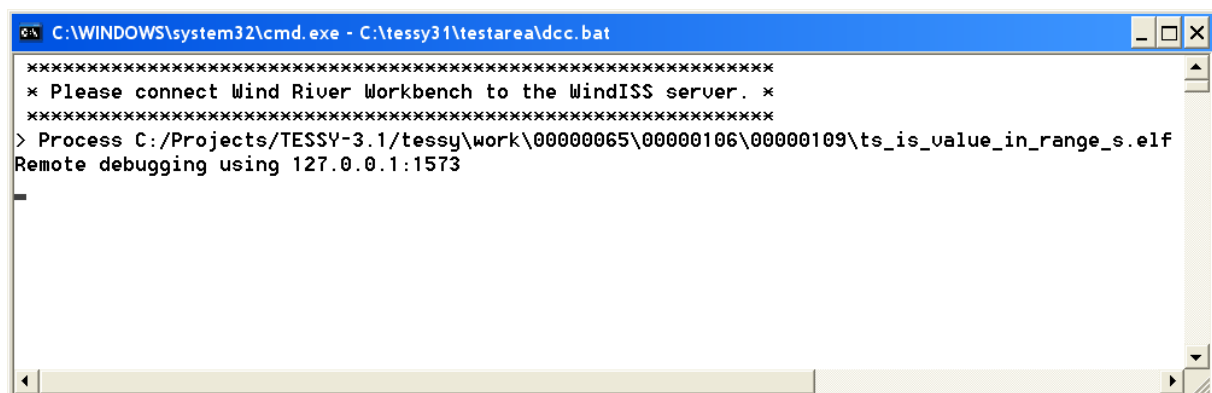 C:\WINDOWS\system32\cmd.exe - C:\tessy31\testarea\dcc.bat
**************************************************************
* Please connect Wind River Workbench to the WindISS server. *
**************************************************************
> Process C:/Projects/TESSY-3.1/tessy\work\00000065\00000106\00000109\ts_is_value_in_range_s.elf
Remote debugging using 127.0.0.1:1573